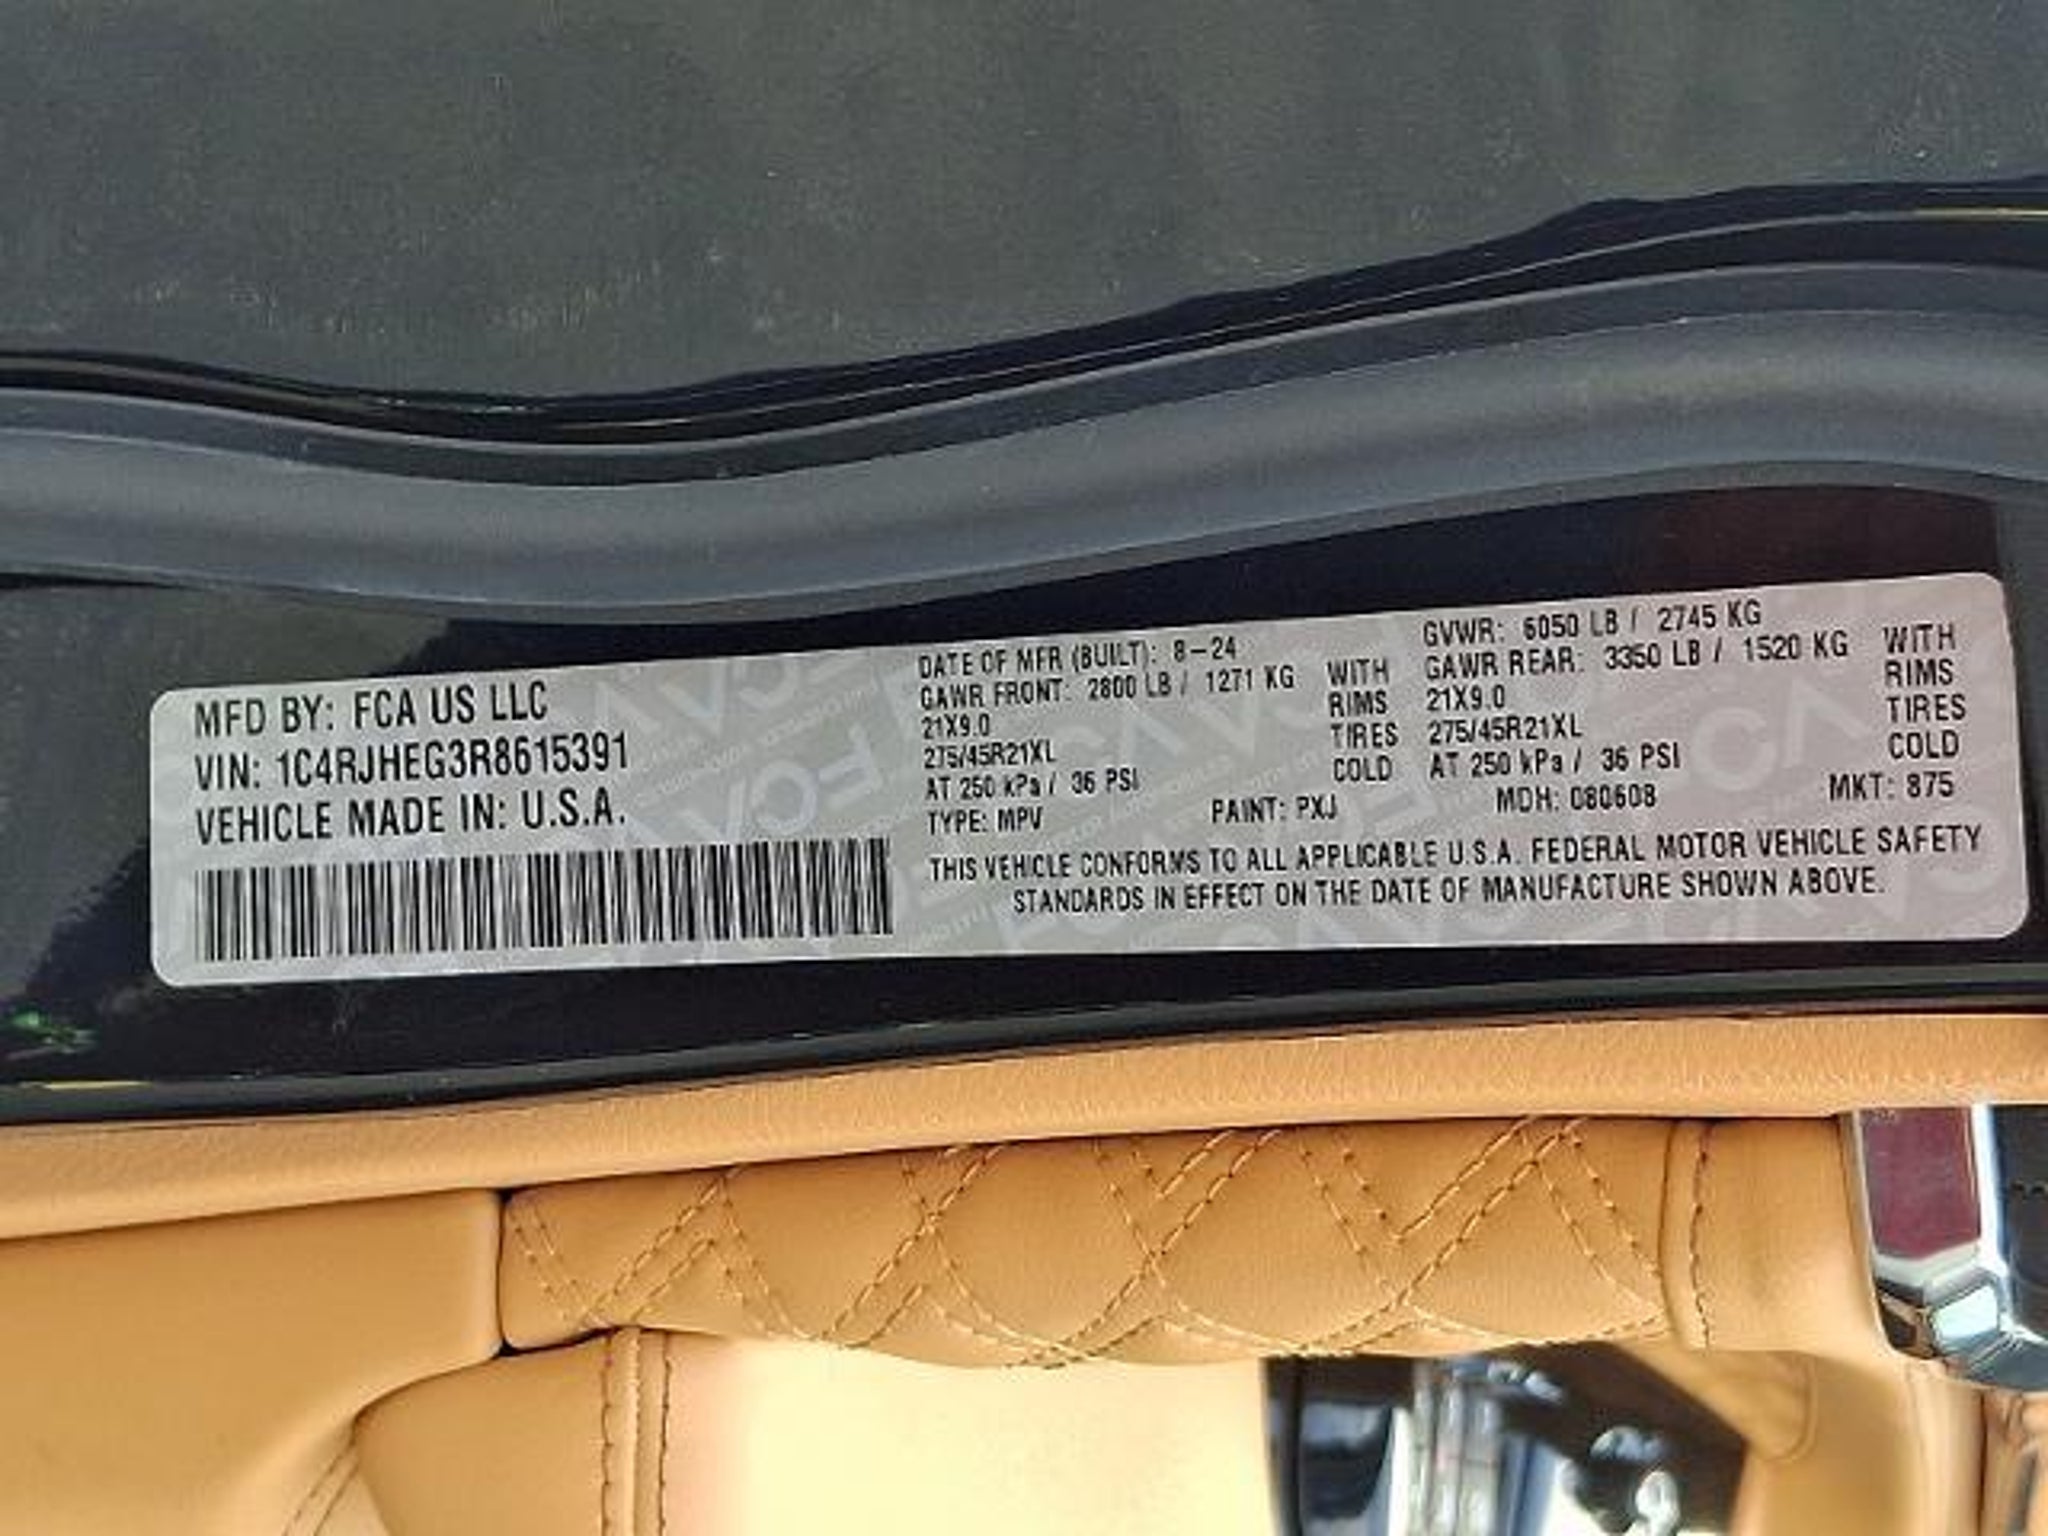 MFD BY: FCA US LLC
VIN: 1C4RJHEG3R8615391
VEHICLE MADE IN: U.S.A.
DATE OF MFR (BUILT): 8-24
GAWR FRONT: 2800 LB / 1271 KG WITH
21X9.0 RIMS
275/45R21XL TIRES
AT 250 kPa / 36 PSI COLD
GVWR: 6050 LB / 2745 KG
GAWR REAR: 3350 LB / 1520 KG WITH
21X9.0 RIMS
275/45R21XL TIRES
AT 250 kPa / 36 PSI COLD
TYPE: MPV PAINT: PXJ MDH: 080608 MKT: 875
THIS VEHICLE CONFORMS TO ALL APPLICABLE U.S.A. FEDERAL MOTOR VEHICLE SAFETY
STANDARDS IN EFFECT ON THE DATE OF MANUFACTURE SHOWN ABOVE.